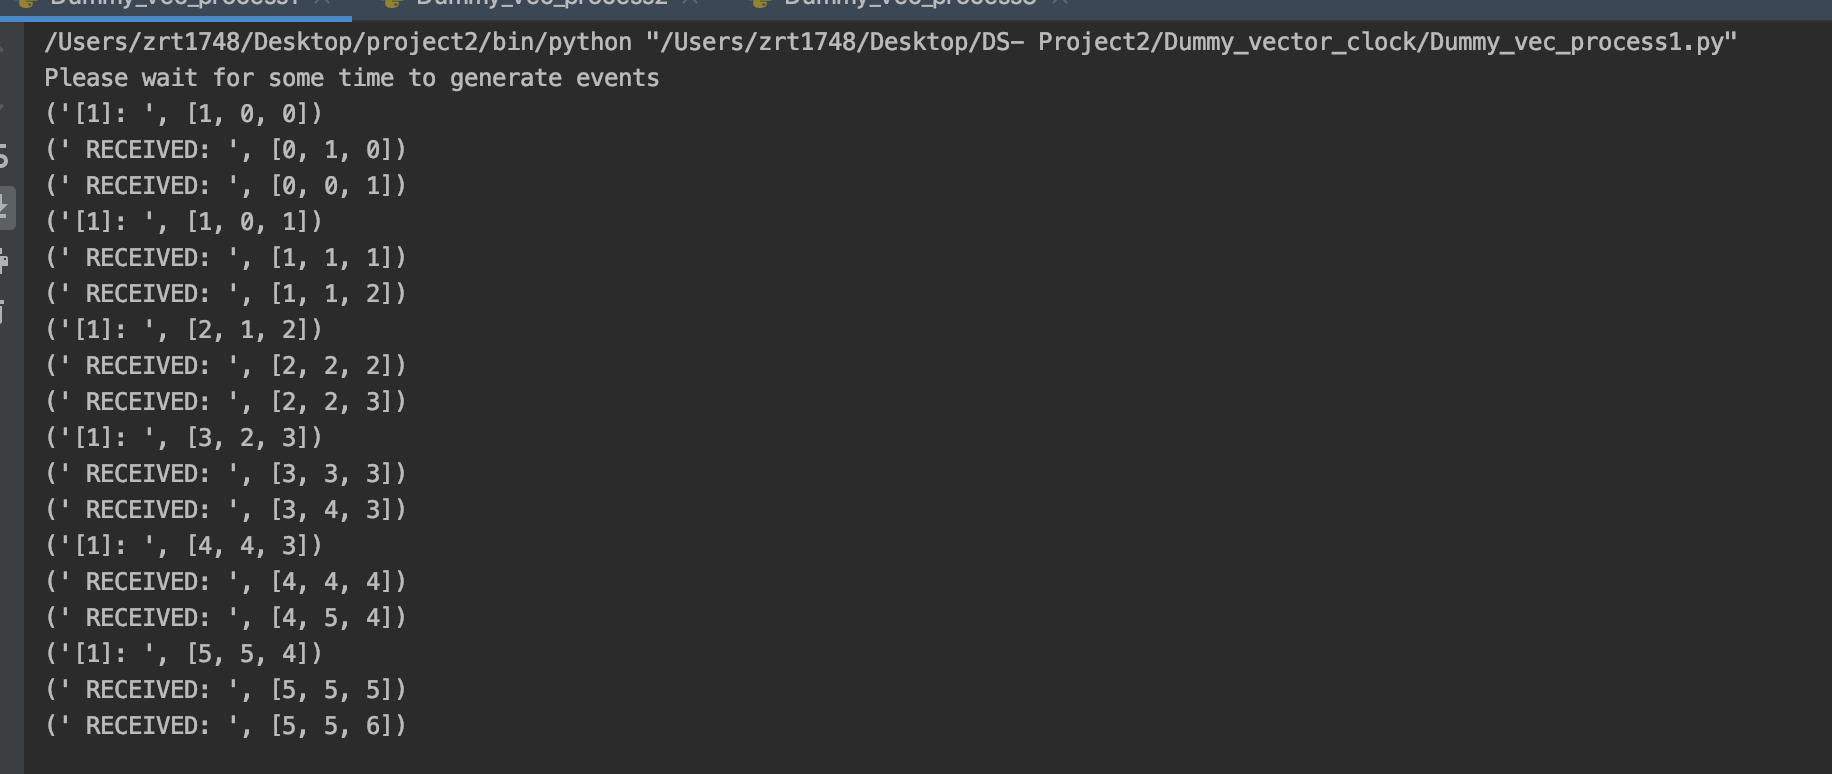 Dummy_vec_process1 Dummy_vec_process2 Dummy_vec_process3
/Users/zrt1748/Desktop/project2/bin/python "/Users/zrt1748/Desktop/DS- Project2/Dummy_vector_clock/Dummy_vec_process1.py"
Please wait for some time to generate events
('[1]: ', [1, 0, 0])
(' RECEIVED: ', [0, 1, 0])
(' RECEIVED: ', [0, 0, 1])
('[1]: ', [1, 0, 1])
(' RECEIVED: ', [1, 1, 1])
(' RECEIVED: ', [1, 1, 2])
('[1]: ', [2, 1, 2])
(' RECEIVED: ', [2, 2, 2])
(' RECEIVED: ', [2, 2, 3])
('[1]: ', [3, 2, 3])
(' RECEIVED: ', [3, 3, 3])
(' RECEIVED: ', [3, 4, 3])
('[1]: ', [4, 4, 3])
(' RECEIVED: ', [4, 4, 4])
(' RECEIVED: ', [4, 5, 4])
('[1]: ', [5, 5, 4])
(' RECEIVED: ', [5, 5, 5])
(' RECEIVED: ', [5, 5, 6])